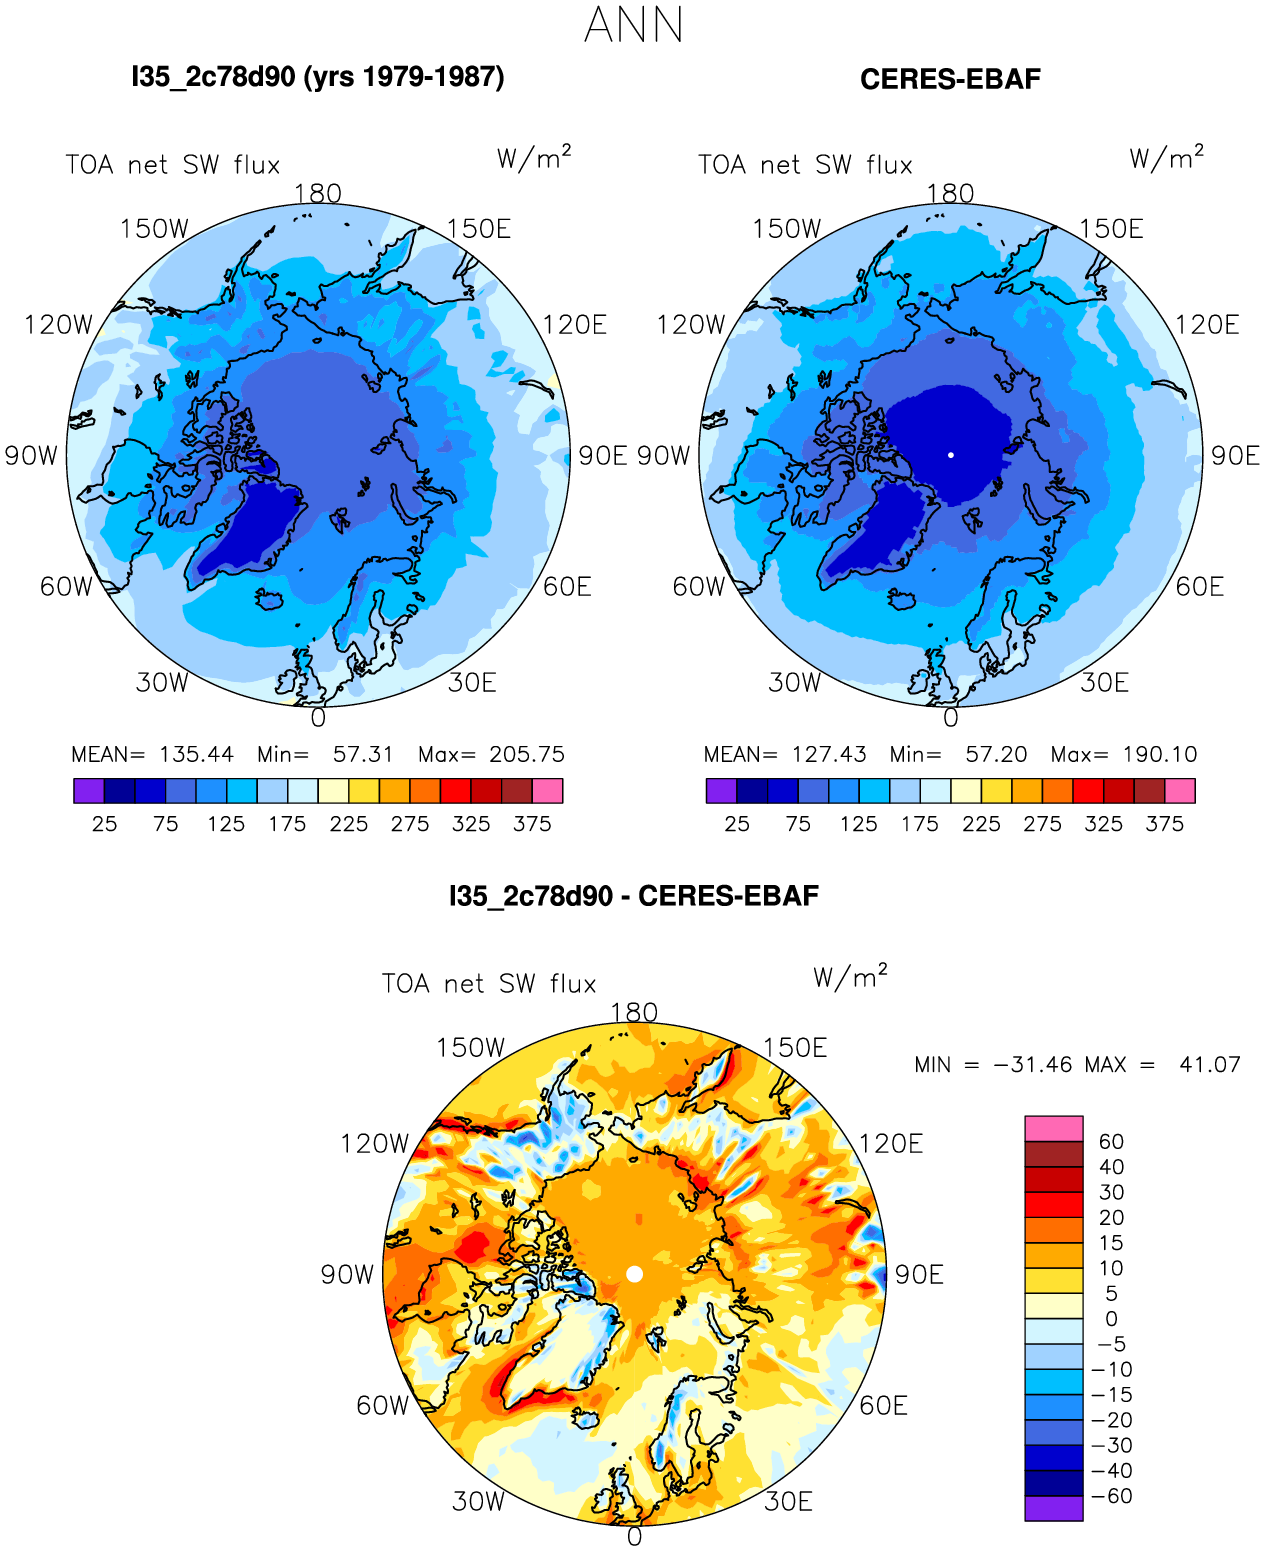 ANN
I35_2c78d90 (yrs 1979-1987)
CERES-EBAF
TOA net SW flux W/m²
TOA net SW flux W/m²
180
150W 150E
120W 120E
90W 90E
60W 60E
30W 30E
0
180
150W 150E
120W 120E
90W 90E
60W 60E
30W 30E
0
MEAN= 135.44 Min= 57.31 Max= 205.75
25 75 125 175 225 275 325 375
MEAN= 127.43 Min= 57.20 Max= 190.10
25 75 125 175 225 275 325 375
I35_2c78d90 - CERES-EBAF
TOA net SW flux W/m²
180
150W 150E
120W 120E
90W 90E
60W 60E
30W 30E
0
MIN = −31.46 MAX = 41.07
60
40
30
20
15
10
5
0
−5
−10
−15
−20
−30
−40
−60